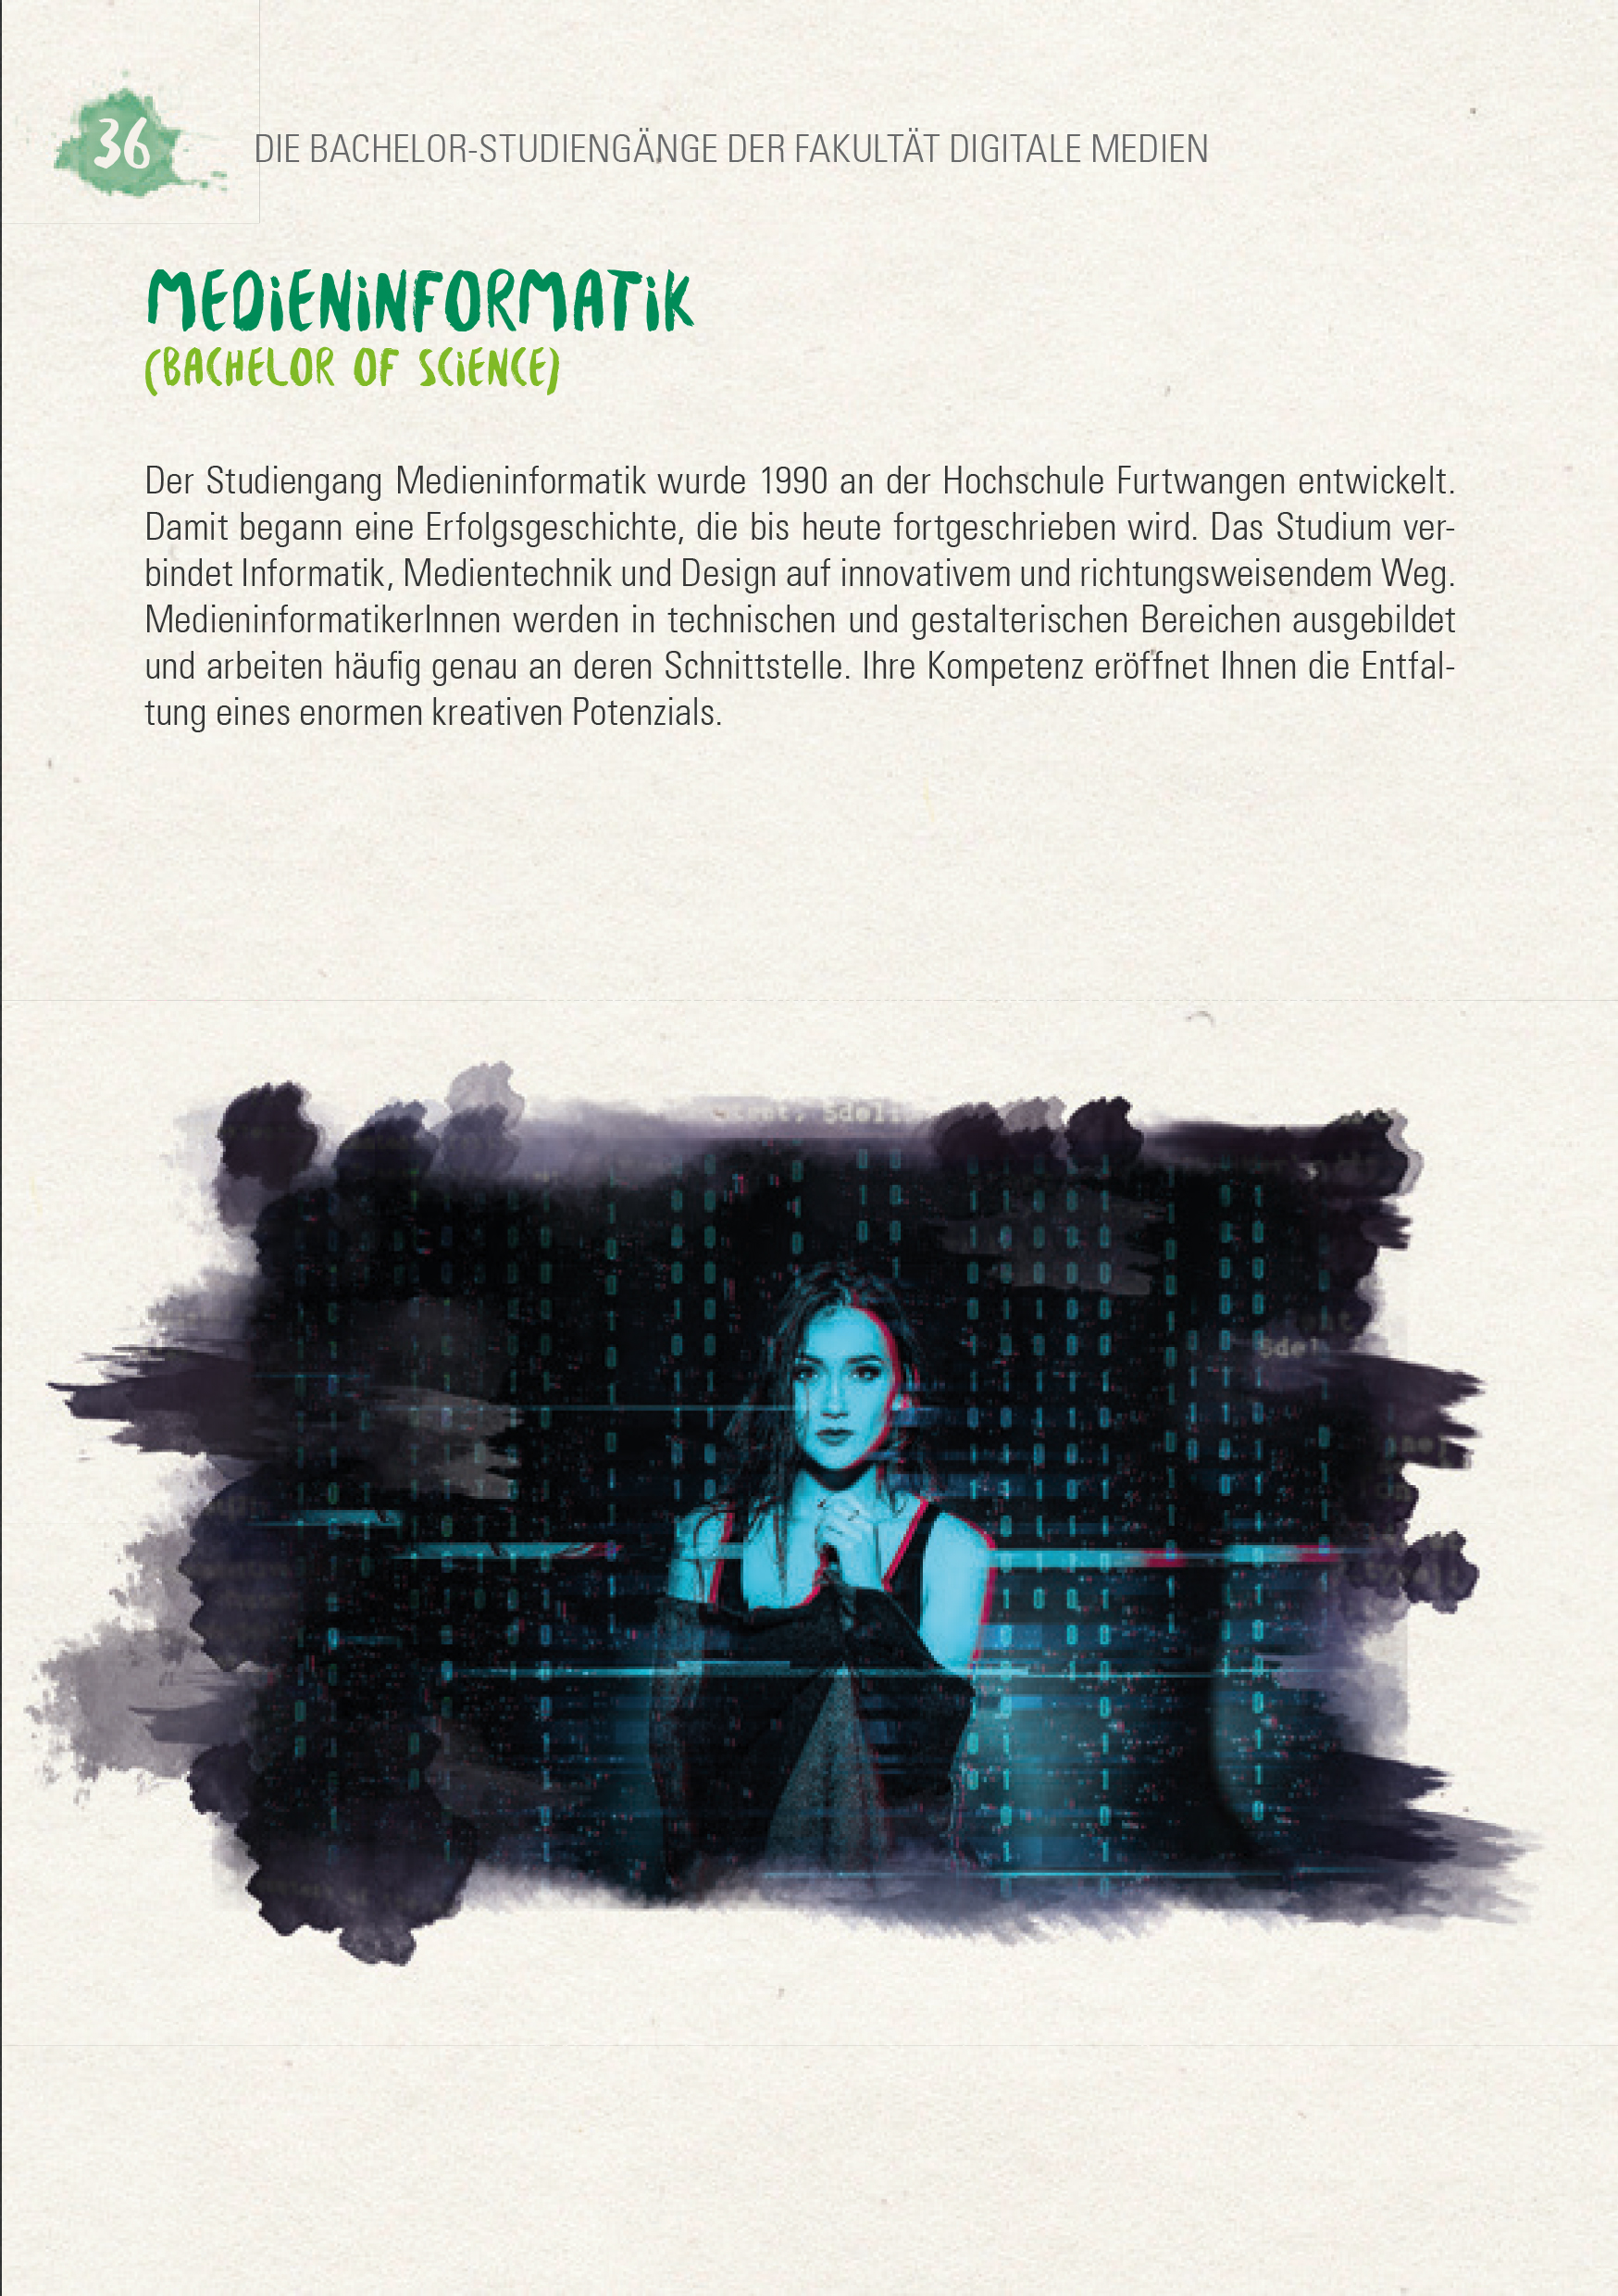 36
DIE BACHELOR-STUDIENGÄNGE DER FAKULTÄT DIGITALE MEDIEN
MEDiENiNFORMATiK
(BACHELOR OF SCiENCE)
Der Studiengang Medieninformatik wurde 1990 an der Hochschule Furtwangen entwickelt.
Damit begann eine Erfolgsgeschichte, die bis heute fortgeschrieben wird. Das Studium ver-
bindet Informatik, Medientechnik und Design auf innovativem und richtungsweisendem Weg.
MedieninformatikerInnen werden in technischen und gestalterischen Bereichen ausgebildet
und arbeiten häufig genau an deren Schnittstelle. Ihre Kompetenz eröffnet Ihnen die Entfal-
tung eines enormen kreativen Potenzials.